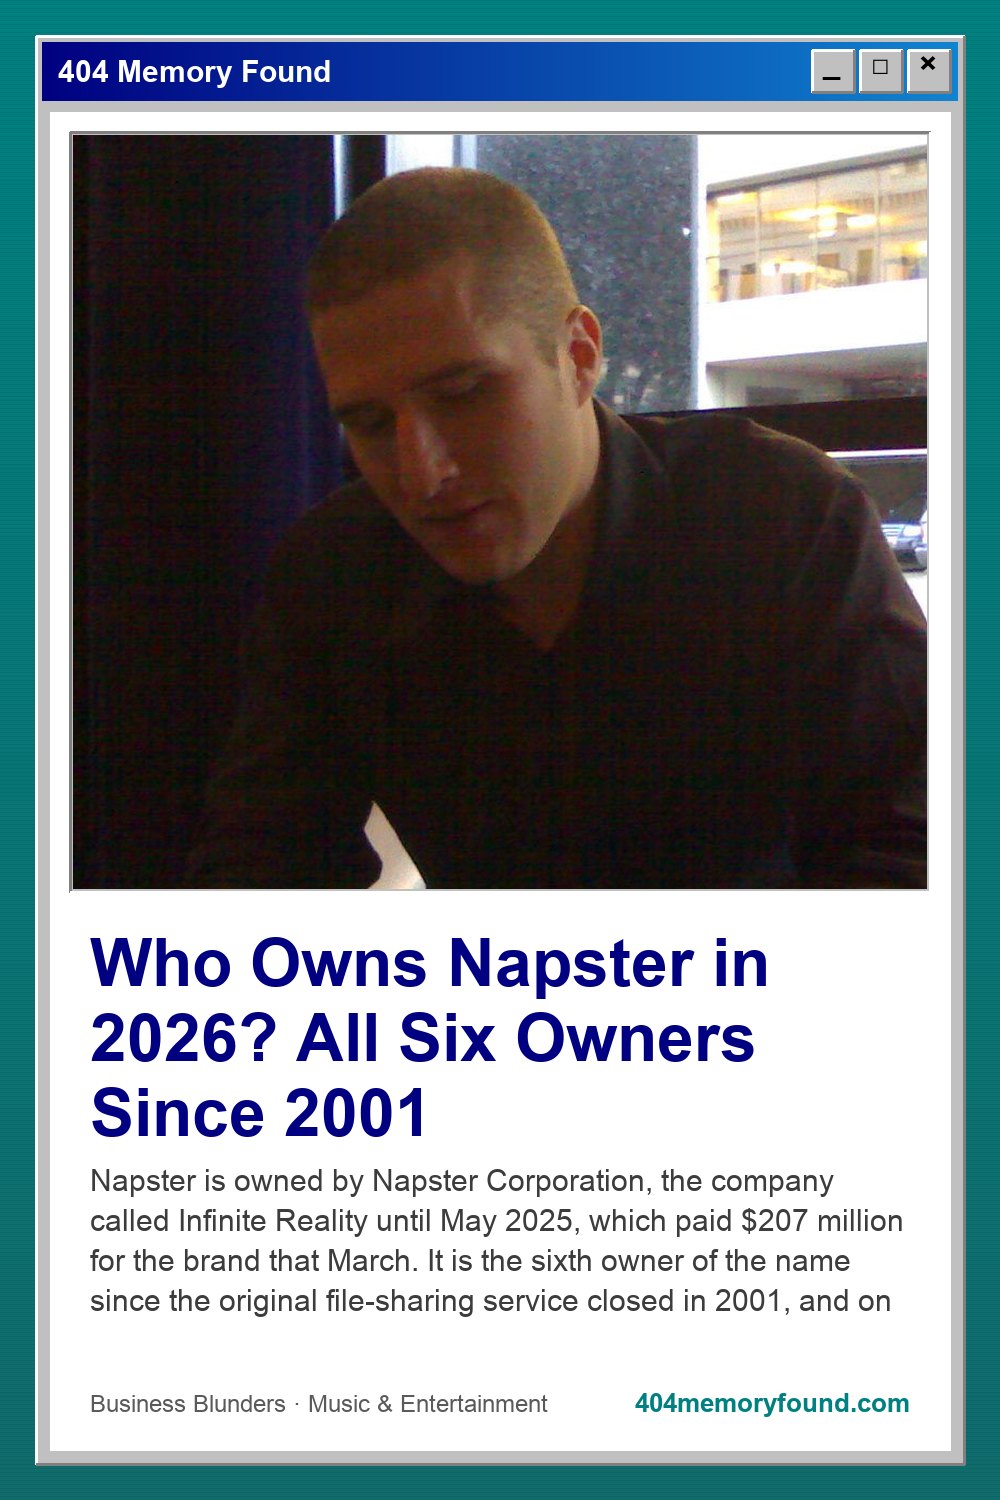 404 Memory Found
Who Owns Napster in
2026? All Six Owners
Since 2001
Napster is owned by Napster Corporation, the company
called Infinite Reality until May 2025, which paid $207 million
for the brand that March. It is the sixth owner of the name
since the original file-sharing service closed in 2001, and on
Business Blunders · Music & Entertainment
404memoryfound.com